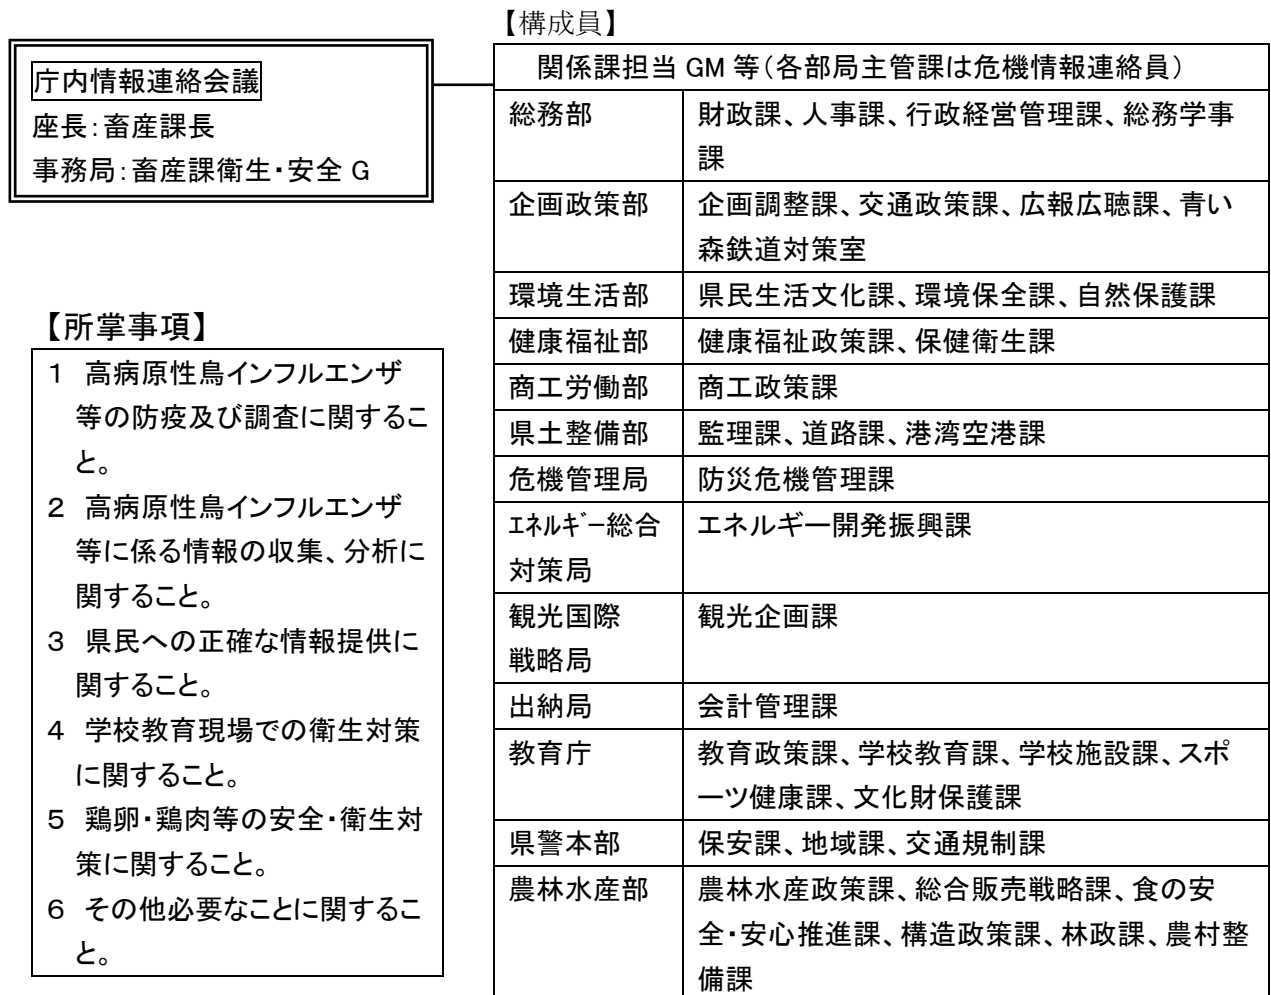 庁内情報連絡会議
座長：畜産課長
事務局：畜産課衛生・安全 G
【所掌事項】
１　高病原性鳥インフルエンザ
等の防疫及び調査に関するこ
と。
２　高病原性鳥インフルエンザ
等に係る情報の収集、分析に
関すること。
３　県民への正確な情報提供に
関すること。
４　学校教育現場での衛生対策
に関すること。
５　鶏卵・鶏肉等の安全・衛生対
策に関すること。
６　その他必要なことに関するこ
と。
【構成員】
関係課担当 GM 等（各部局主管課は危機情報連絡員）
総務部　財政課、人事課、行政経営管理課、総務学事
課
企画政策部　企画調整課、交通政策課、広報広聴課、青い
森鉄道対策室
環境生活部　県民生活文化課、環境保全課、自然保護課
健康福祉部　健康福祉政策課、保健衛生課
商工労働部　商工政策課
県土整備部　監理課、道路課、港湾空港課
危機管理局　防災危機管理課
ｴﾈﾙｷﾞｰ総合　エネルギー開発振興課
対策局
観光国際　観光企画課
戦略局
出納局　会計管理課
教育庁　教育政策課、学校教育課、学校施設課、スポ
ーツ健康課、文化財保護課
県警本部　保安課、地域課、交通規制課
農林水産部　農林水産政策課、総合販売戦略課、食の安
全・安心推進課、構造政策課、林政課、農村整
備課